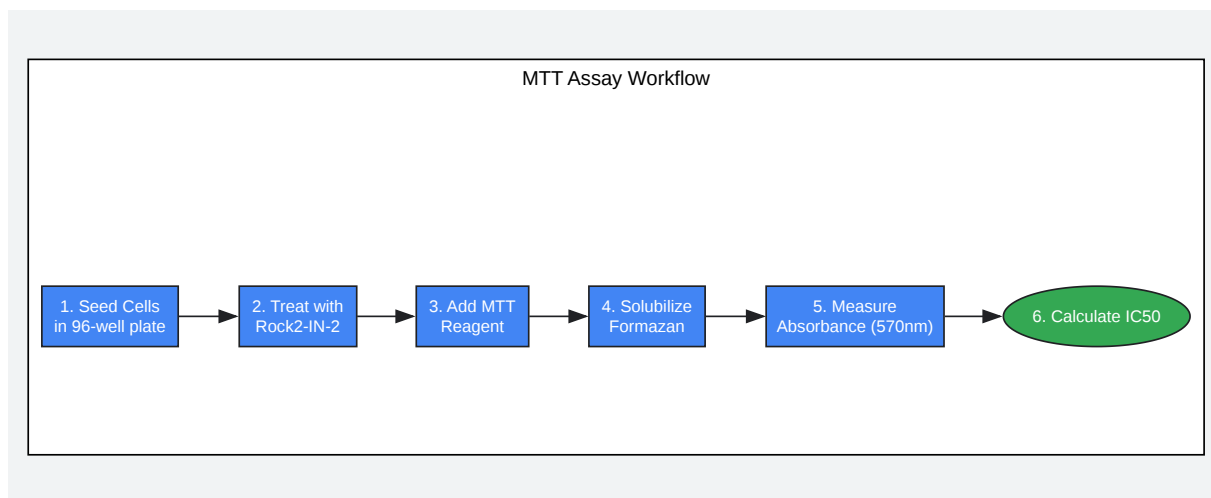 MTT Assay Workflow
1. Seed Cells
in 96-well plate
2. Treat with
Rock2-IN-2
3. Add MTT
Reagent
4. Solubilize
Formazan
5. Measure
Absorbance (570nm)
6. Calculate IC50